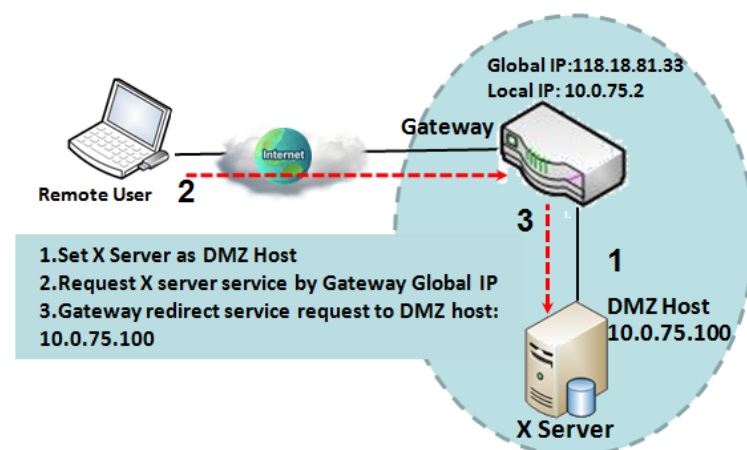 Global IP:118.18.81.33
Local IP: 10.0.75.2
Gateway
Internet
Remote User
2
3
1
1.Set X Server as DMZ Host
2.Request X server service by Gateway Global IP
3.Gateway redirect service request to DMZ host:
10.0.75.100
DMZ Host
10.0.75.100
X Server